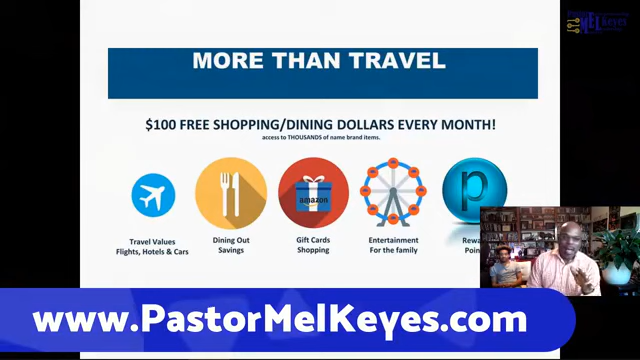 MEL Keyes
MORE THAN TRAVEL
$100 FREE SHOPPING/DINING DOLLARS EVERY MONTH!
access to THOUSANDS of name brand items.
amazon
p
Travel Values
Flights, Hotels & Cars
Dining Out
Savings
Gift Cards
Shopping
Entertainment
For the family
Rewa
Poin
www.PastorMelKeyes.com